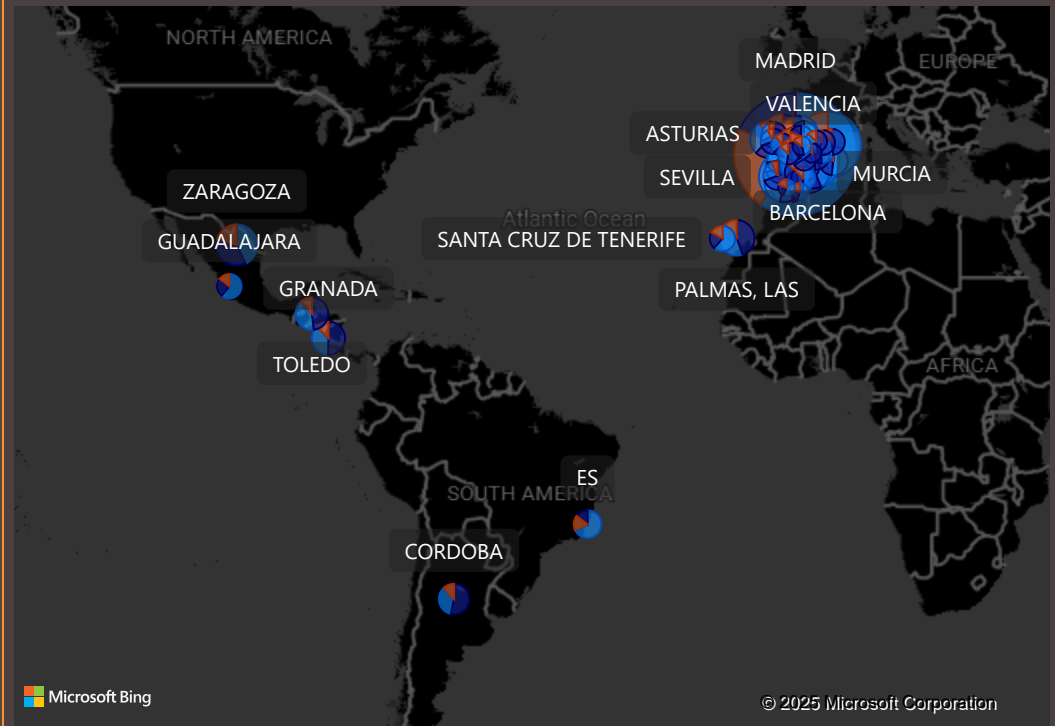 NORTH AMERICA
MADRID
EUROPE
VALENCIA
ASTURIAS
MURCIA
SEVILLA
ZARAGOZA
BARCELONA
Atlantic Ocean
GUADALAJARA
SANTA CRUZ DE TENERIFE
GRANADA
PALMAS, LAS
TOLEDO
AFRICA
ES
SOUTH AMERICA
CORDOBA
Microsoft Bing
© 2025 Microsoft Corporation